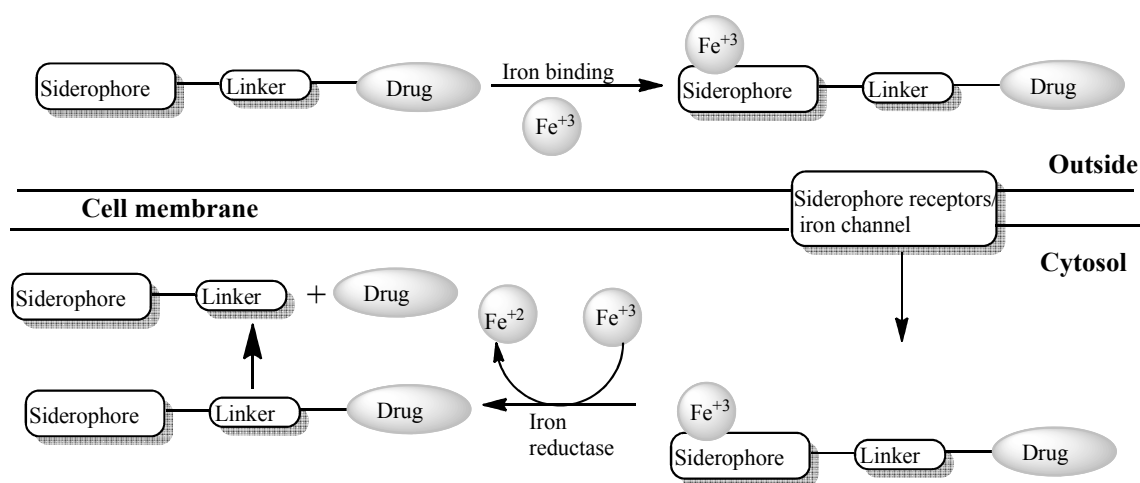 Siderophore
Linker
Drug
Iron binding
Fe+3
Fe+3
Siderophore
Linker
Drug
Outside
Cell membrane
Siderophore receptors/
iron channel
Cytosol
Siderophore
Linker
+
Drug
Fe+2
Fe+3
Siderophore
Linker
Drug
Iron
reductase
Fe+3
Siderophore
Linker
Drug